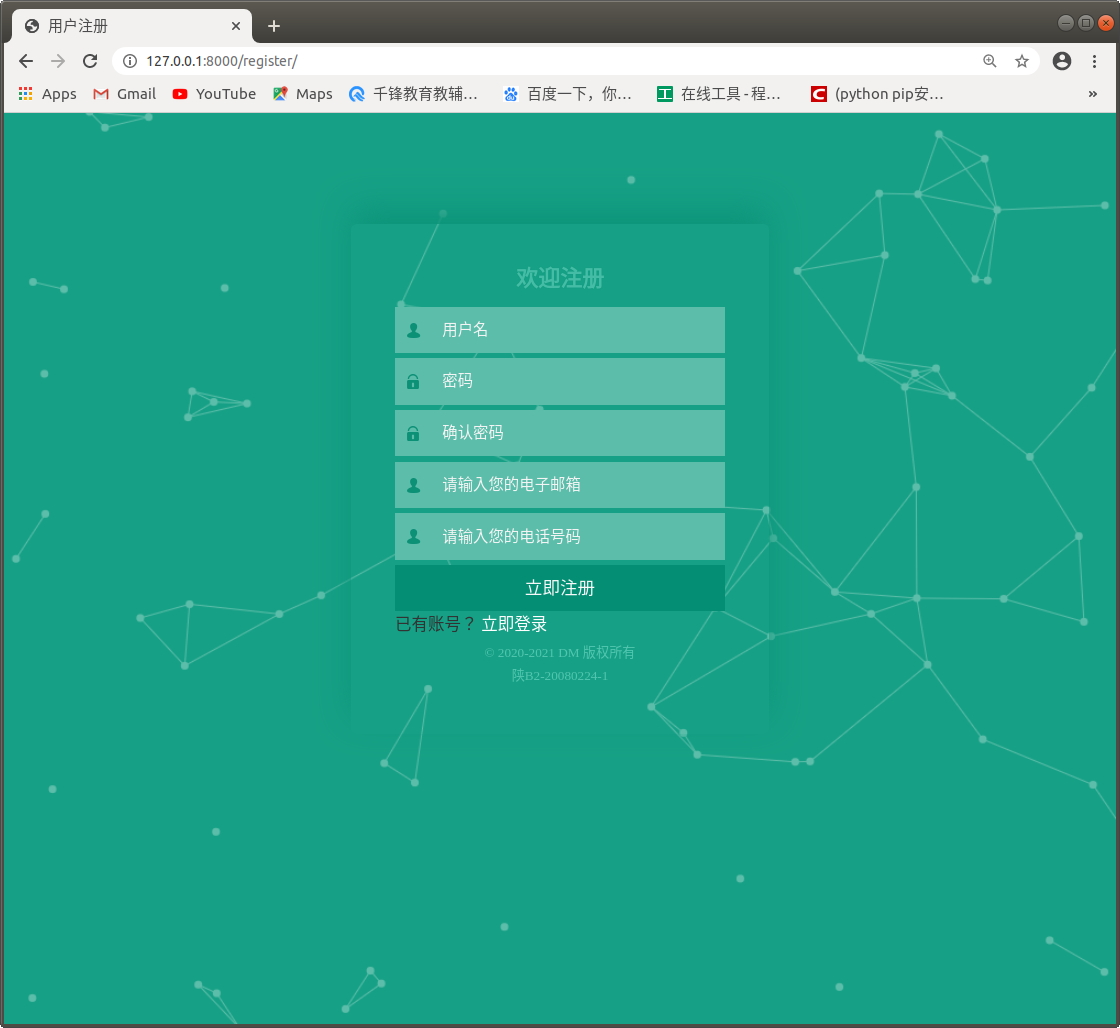 用户注册
127.0.0.1:8000/register/
Apps Gmail YouTube Maps 千锋教育教辅... 百度一下，你... 在线工具 - 程... (python pip安... »
欢迎注册
用户名
密码
确认密码
请输入您的电子邮箱
请输入您的电话号码
立即注册
已有账号？ 立即登录
© 2020-2021 DM 版权所有
陕B2-20080224-1